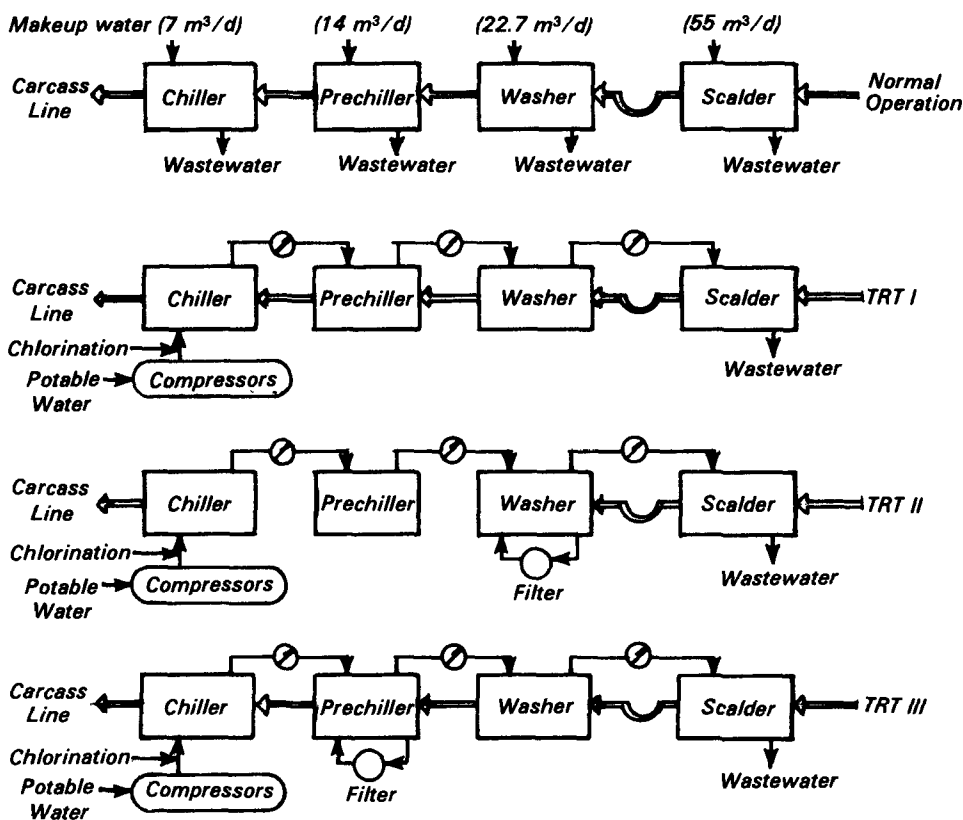 Makeup water (7 m³/d) (14 m³/d) (22.7 m³/d) (55 m³/d)
Carcass Line
Chiller
Prechiller
Washer
Scalder
Normal Operation
Wastewater Wastewater Wastewater Wastewater
Carcass Line
Chiller
Prechiller
Washer
Scalder
TRT I
Chlorination
Wastewater
Potable Water
Compressors
Carcass Line
Chiller
Prechiller
Washer
Scalder
TRT II
Chlorination
Wastewater
Potable Water
Compressors
Filter
Carcass Line
Chiller
Prechiller
Washer
Scalder
TRT III
Chlorination
Wastewater
Potable Water
Compressors
Filter